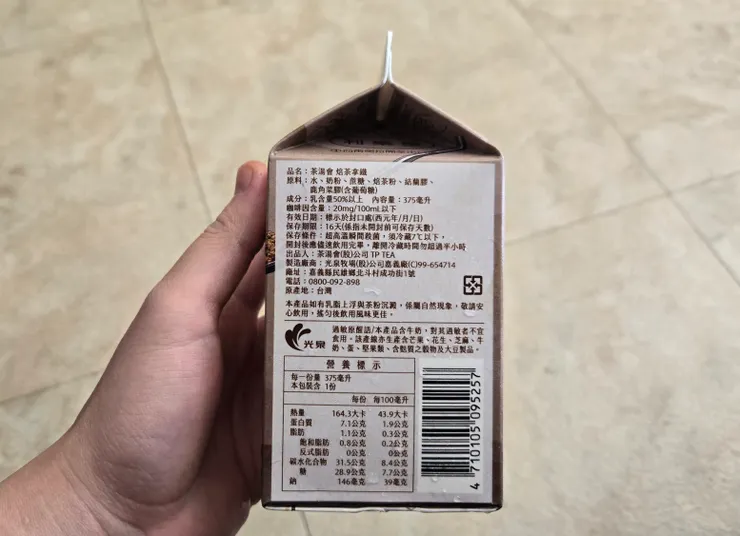 品名：茶湯會 焙茶拿鐵
原料：水、奶粉、蔗糖、焙茶粉、結蘭膠、
鹿角菜膠(含葡萄糖)
成分：乳含量50%以上 內容量：375毫升
咖啡因含量：20mg/100mL以下
有效日期：標示於封口處(西元年/月/日)
保存期限：16天(係指未開封前可保存天數)
保存條件：超高溫瞬間殺菌，須冷藏7℃以下，
開封後應儘速飲用完畢，離開冷藏時間勿超過半小時
出品人：茶湯會(股)公司 TP TEA
製造廠商：光泉牧場(股)公司嘉義廠(C)99-654714
廠址：嘉義縣民雄鄉北斗村成功街1號
電話：0800-092-898
原產地：台灣
本產品如有乳脂上浮與茶粉沉澱，係屬自然現象，敬請安
心飲用，搖勻後飲用風味更佳。
光泉
過敏原醒語/本產品含牛奶，對其過敏者不宜
食用。該產線亦生產含芒果、花生、芝麻、牛
奶、蛋、堅果類、含麩質之穀物及大豆製品。
營養標示
每一份量 375毫升
本包裝含 1份
每份 每100毫升
熱量 164.3大卡 43.9大卡
蛋白質 7.1公克 1.9公克
脂肪 1.1公克 0.3公克
飽和脂肪 0.8公克 0.2公克
反式脂肪 0公克 0公克
碳水化合物 31.5公克 8.4公克
糖 28.9公克 7.7公克
鈉 146毫克 39毫克
4 710105 095257